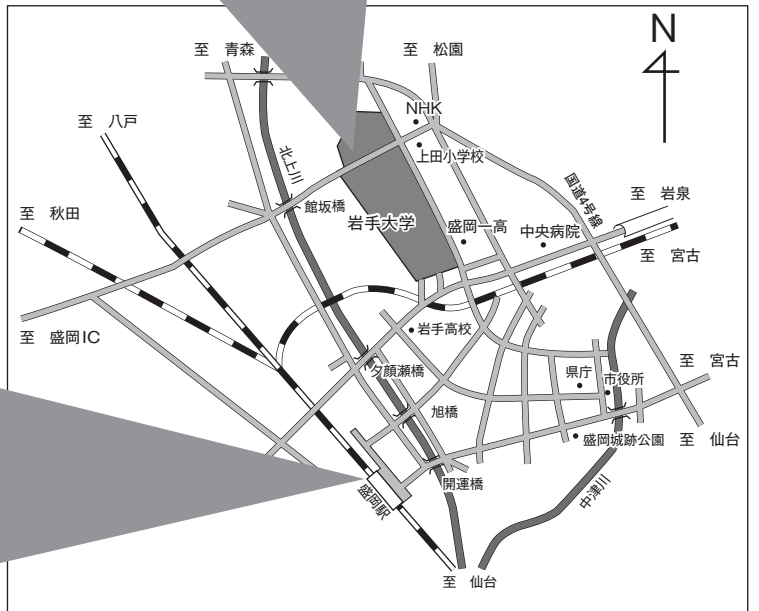 N
至　青森
至　松園
NHK
至　八戸
上田小学校
北上川
国道4号線
至　岩泉
館坂橋
至　秋田
岩手大学
盛岡一高
中央病院
至　宮古
至　盛岡IC
岩手高校
夕顔瀬橋
県庁
市役所
至　宮古
旭橋
盛岡城跡公園
至　仙台
開運橋
盛岡駅
中津川
至　仙台